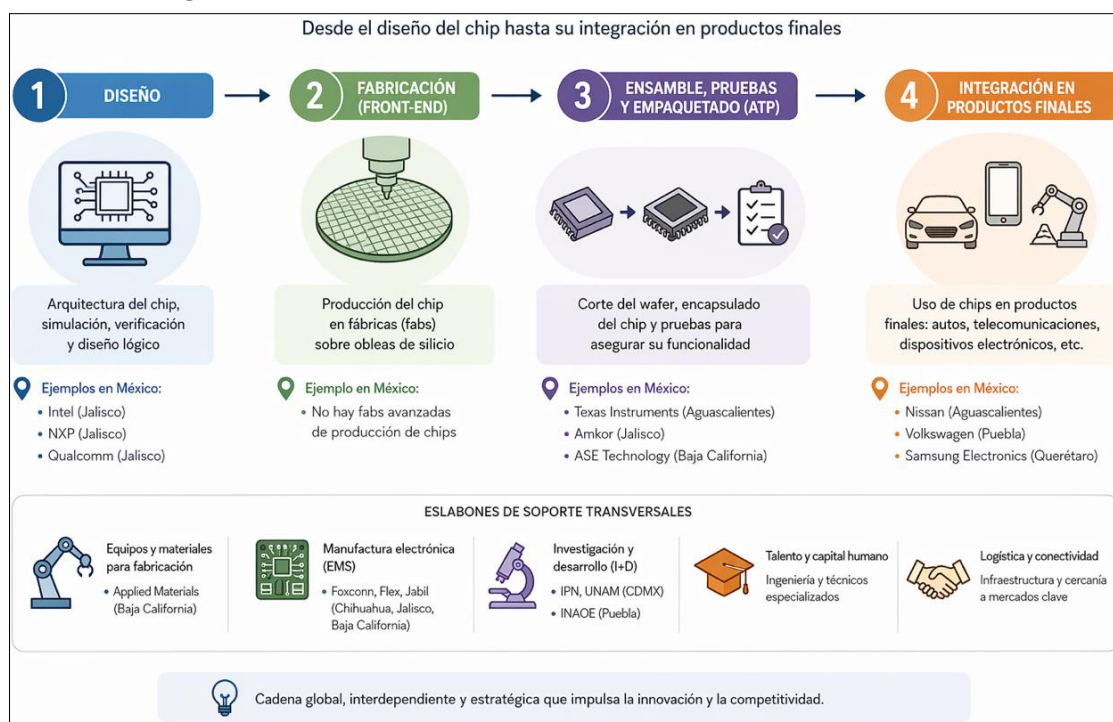 Desde el diseño del chip hasta su integración en productos finales
1
DISEÑO
2
FABRICACIÓN
(FRONT-END)
3
ENSAMBLE, PRUEBAS
Y EMPAQUETADO (ATP)
4
INTEGRACIÓN EN
PRODUCTOS FINALES
Arquitectura del chip,
simulación, verificación
y diseño lógico
Producción del chip
en fábricas (fabs)
sobre obleas de silicio
Corte del wafer, encapsulado
del chip y pruebas para
asegurar su funcionalidad
Uso de chips en productos
finales: autos, telecomunicaciones,
dispositivos electrónicos, etc.
Ejemplos en México:
• Intel (Jalisco)
• NXP (Jalisco)
• Qualcomm (Jalisco)
Ejemplo en México:
• No hay fabs avanzadas
de producción de chips
Ejemplos en México:
• Texas Instruments (Aguascalientes)
• Amkor (Jalisco)
• ASE Technology (Baja California)
Ejemplos en México:
• Nissan (Aguascalientes)
• Volkswagen (Puebla)
• Samsung Electronics (Querétaro)
ESLABONES DE SOPORTE TRANSVERSALES
Equipos y materiales
para fabricación
• Applied Materials
(Baja California)
Manufactura electrónica
(EMS)
• Foxconn, Flex, Jabil
(Chihuahua, Jalisco,
Baja California)
Investigación y
desarrollo (I+D)
• IPN, UNAM (CDMX)
• INAOE (Puebla)
Talento y capital humano
Ingeniería y técnicos
especializados
Logística y conectividad
Infraestructura y cercanía
a mercados clave
Cadena global, interdependiente y estratégica que impulsa la innovación y la competitividad.